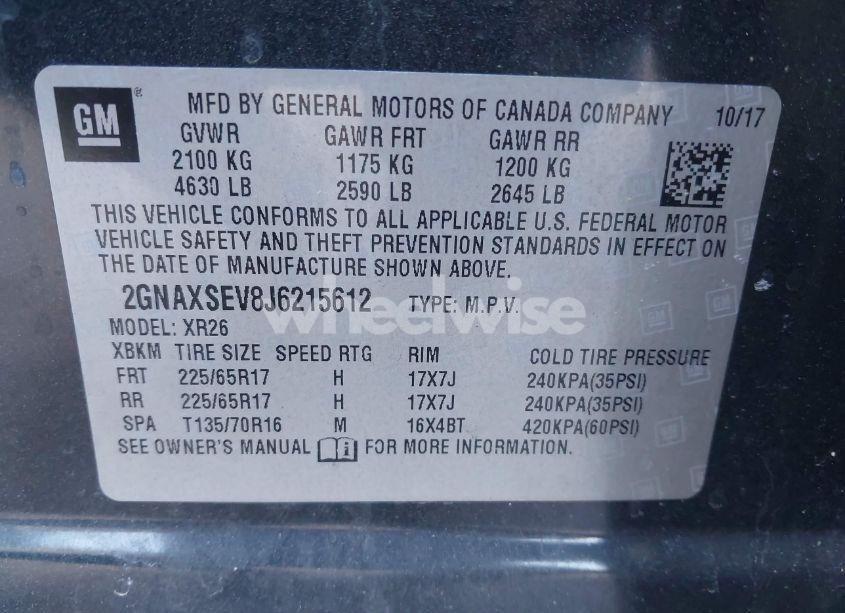 GM ® MFD BY GENERAL MOTORS OF CANADA COMPANY 10/17
GVWR GAWR FRT GAWR RR
2100 KG 1175 KG 1200 KG
4630 LB 2590 LB 2645 LB
THIS VEHICLE CONFORMS TO ALL APPLICABLE U.S. FEDERAL MOTOR
VEHICLE SAFETY AND THEFT PREVENTION STANDARDS IN EFFECT ON
THE DATE OF MANUFACTURE SHOWN ABOVE.
2GNAXSEV8J6215612 TYPE: M.P.V.
wheelwise
MODEL: XR26
XBKM TIRE SIZE SPEED RTG RIM COLD TIRE PRESSURE
FRT 225/65R17 H 17X7J 240KPA(35PSI)
RR 225/65R17 H 17X7J 240KPA(35PSI)
SPA T135/70R16 M 16X4BT 420KPA(60PSI)
SEE OWNER'S MANUAL FOR MORE INFORMATION.